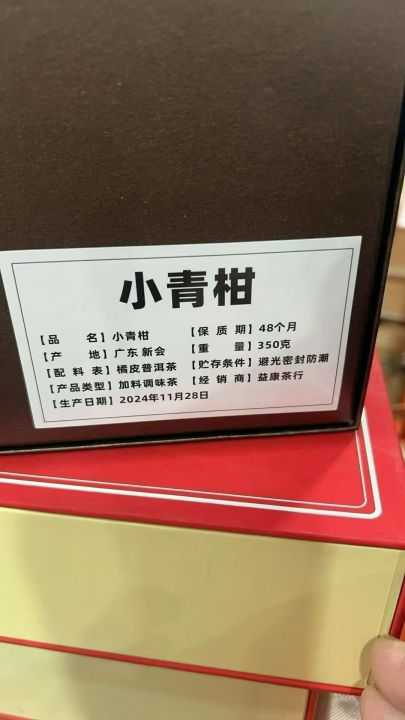 小青柑
【品 名】小青柑 【保 质 期】48个月
【产 地】广东 新会 【重 量】350克
【配 料 表】橘皮普洱茶 【贮存条件】避光密封防潮
【产品类型】加料调味茶 【经 销 商】益康茶行
【生产日期】2024年11月28日